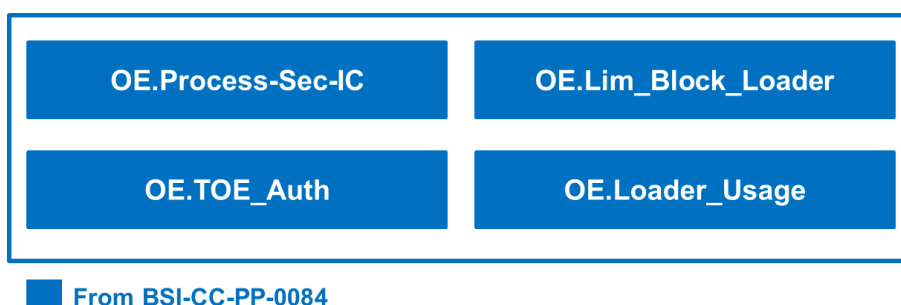 OE.Process-Sec-IC
OE.Lim_Block_Loader
OE.TOE_Auth
OE.Loader_Usage
From BSI-CC-PP-0084